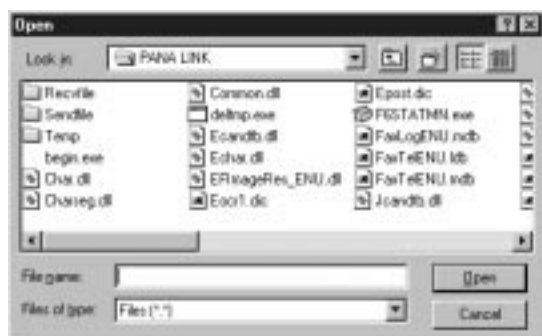 Open
Look in: PANA LINK
Recvfile
Sendfile
Temp
begin.exe
Char.dll
Charseg.dll
Common.dll
deltmp.exe
Ecandtb.dll
Echar.dll
EFImageRes_ENU.dll
Eocr1.dic
Epost.dic
F6STATMN.exe
FaxLogENU.mdb
FaxTelENU.ldb
FaxTelENU.mdb
Jcandtb.dll
File name:
Open
Files of type: Files (*.*)
Cancel